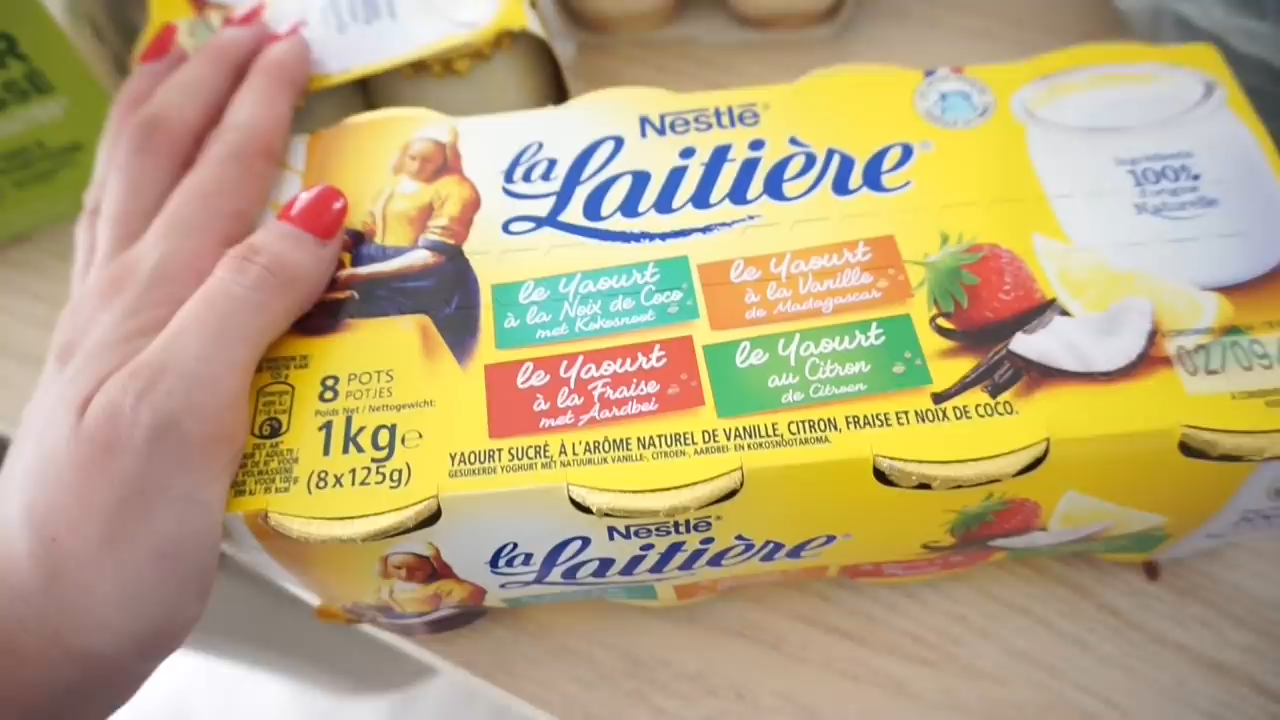 Nestlé
la Laitière
le Yaourt
à la Noix de Coco
met Kokosnoot
le Yaourt
à la Vanille
de Madagascar
le Yaourt
à la Fraise
met Aardbei
le Yaourt
au Citron
de Citroen
8 POTS
POTJES
Poids Net / Nettogewicht:
1kg e
(8x125g)
YAOURT SUCRÉ, À L'ARÔME NATUREL DE VANILLE, CITRON, FRAISE ET NOIX DE COCO.
GESUIKERDE YOGHURT MET NATUURLIJK VANILLE-, CITROEN-, AARDBEI- EN KOKOSNOOTAROMA.
100%
d'origine
Naturelle
02/09
6%
Nestlé
la Laitière